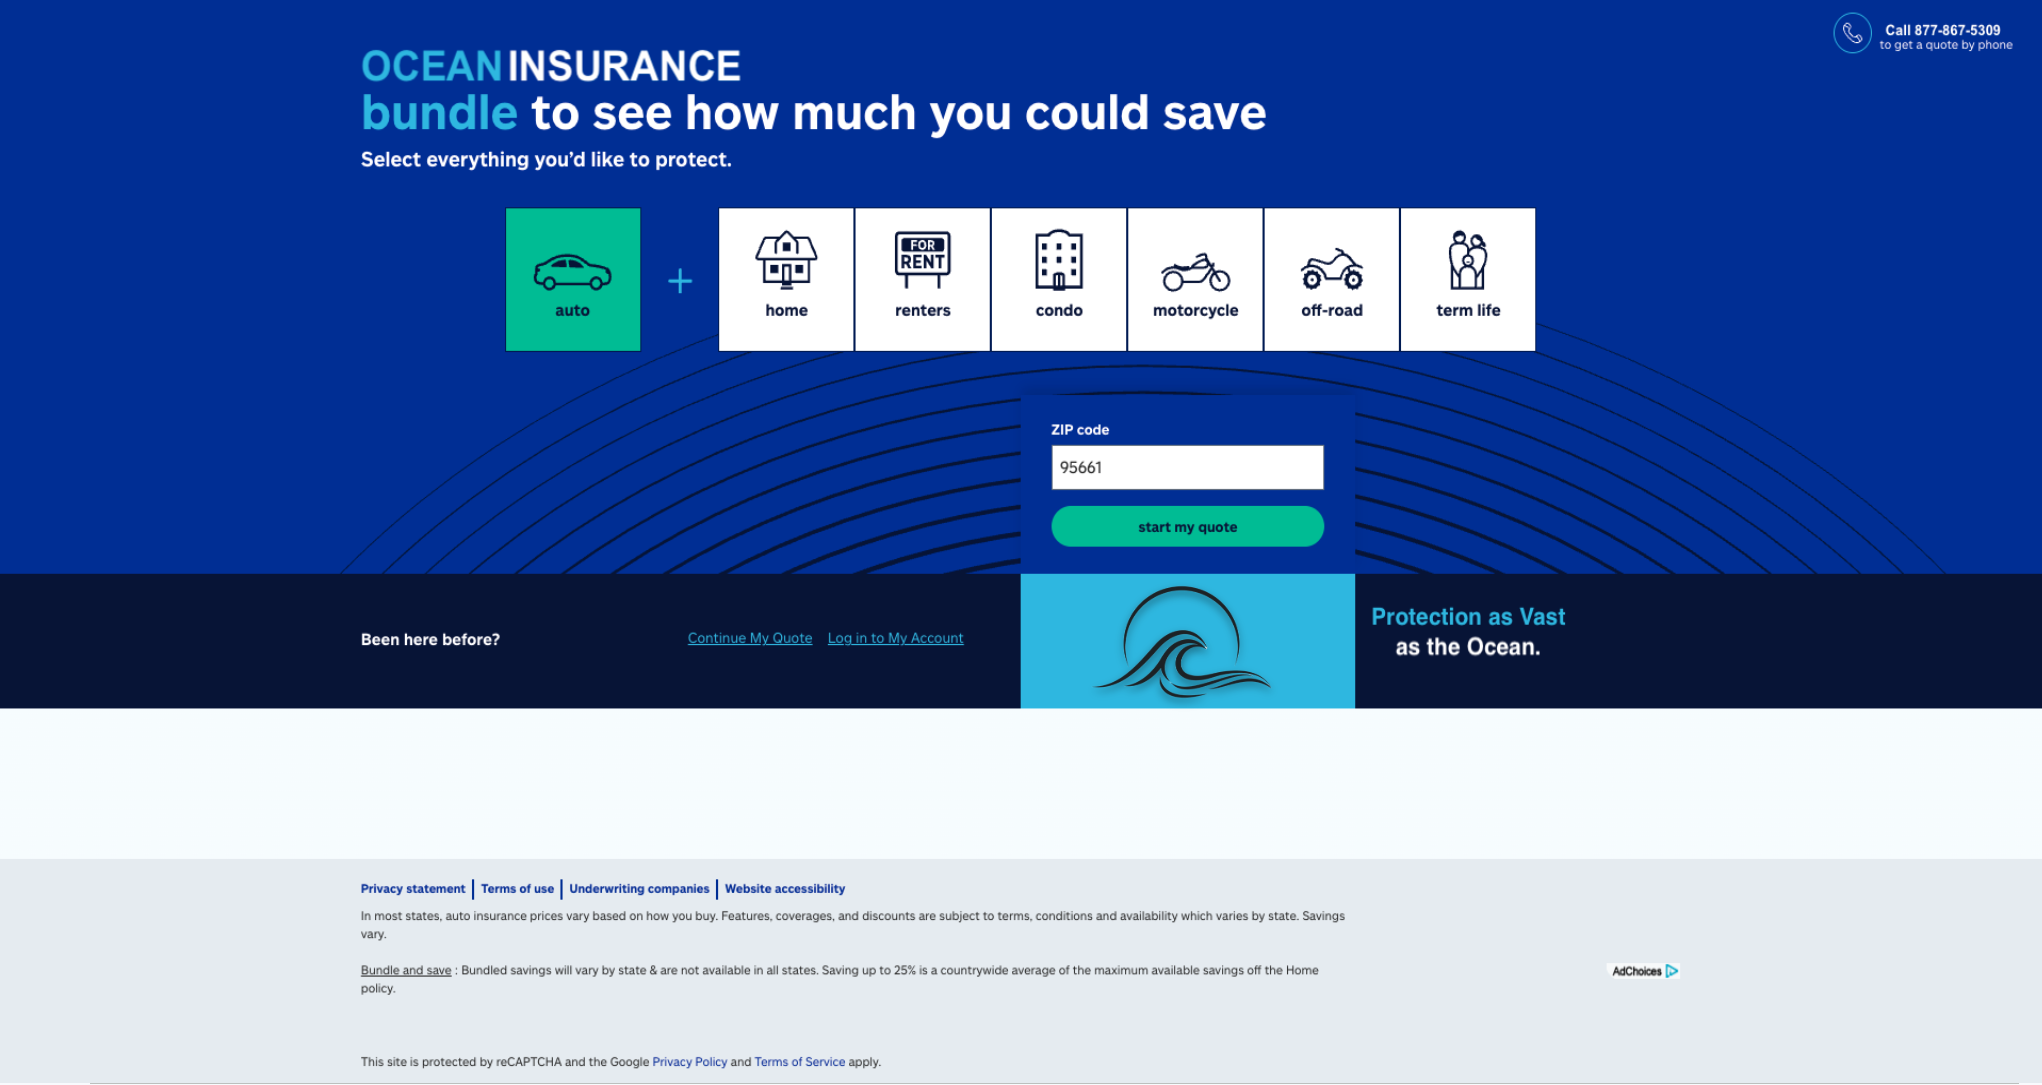 Call 877-867-5309
to get a quote by phone
OCEAN INSURANCE
bundle to see how much you could save
Select everything you’d like to protect.
auto
+
home
FOR
RENT
renters
condo
motorcycle
off-road
term life
ZIP code
95661
start my quote
Been here before?
Continue My Quote Log in to My Account
Protection as Vast
as the Ocean.
Privacy statement | Terms of use | Underwriting companies | Website accessibility
In most states, auto insurance prices vary based on how you buy. Features, coverages, and discounts are subject to terms, conditions and availability which varies by state. Savings
vary.
Bundle and save : Bundled savings will vary by state & are not available in all states. Saving up to 25% is a countrywide average of the maximum available savings off the Home
policy.
AdChoices
This site is protected by reCAPTCHA and the Google Privacy Policy and Terms of Service apply.